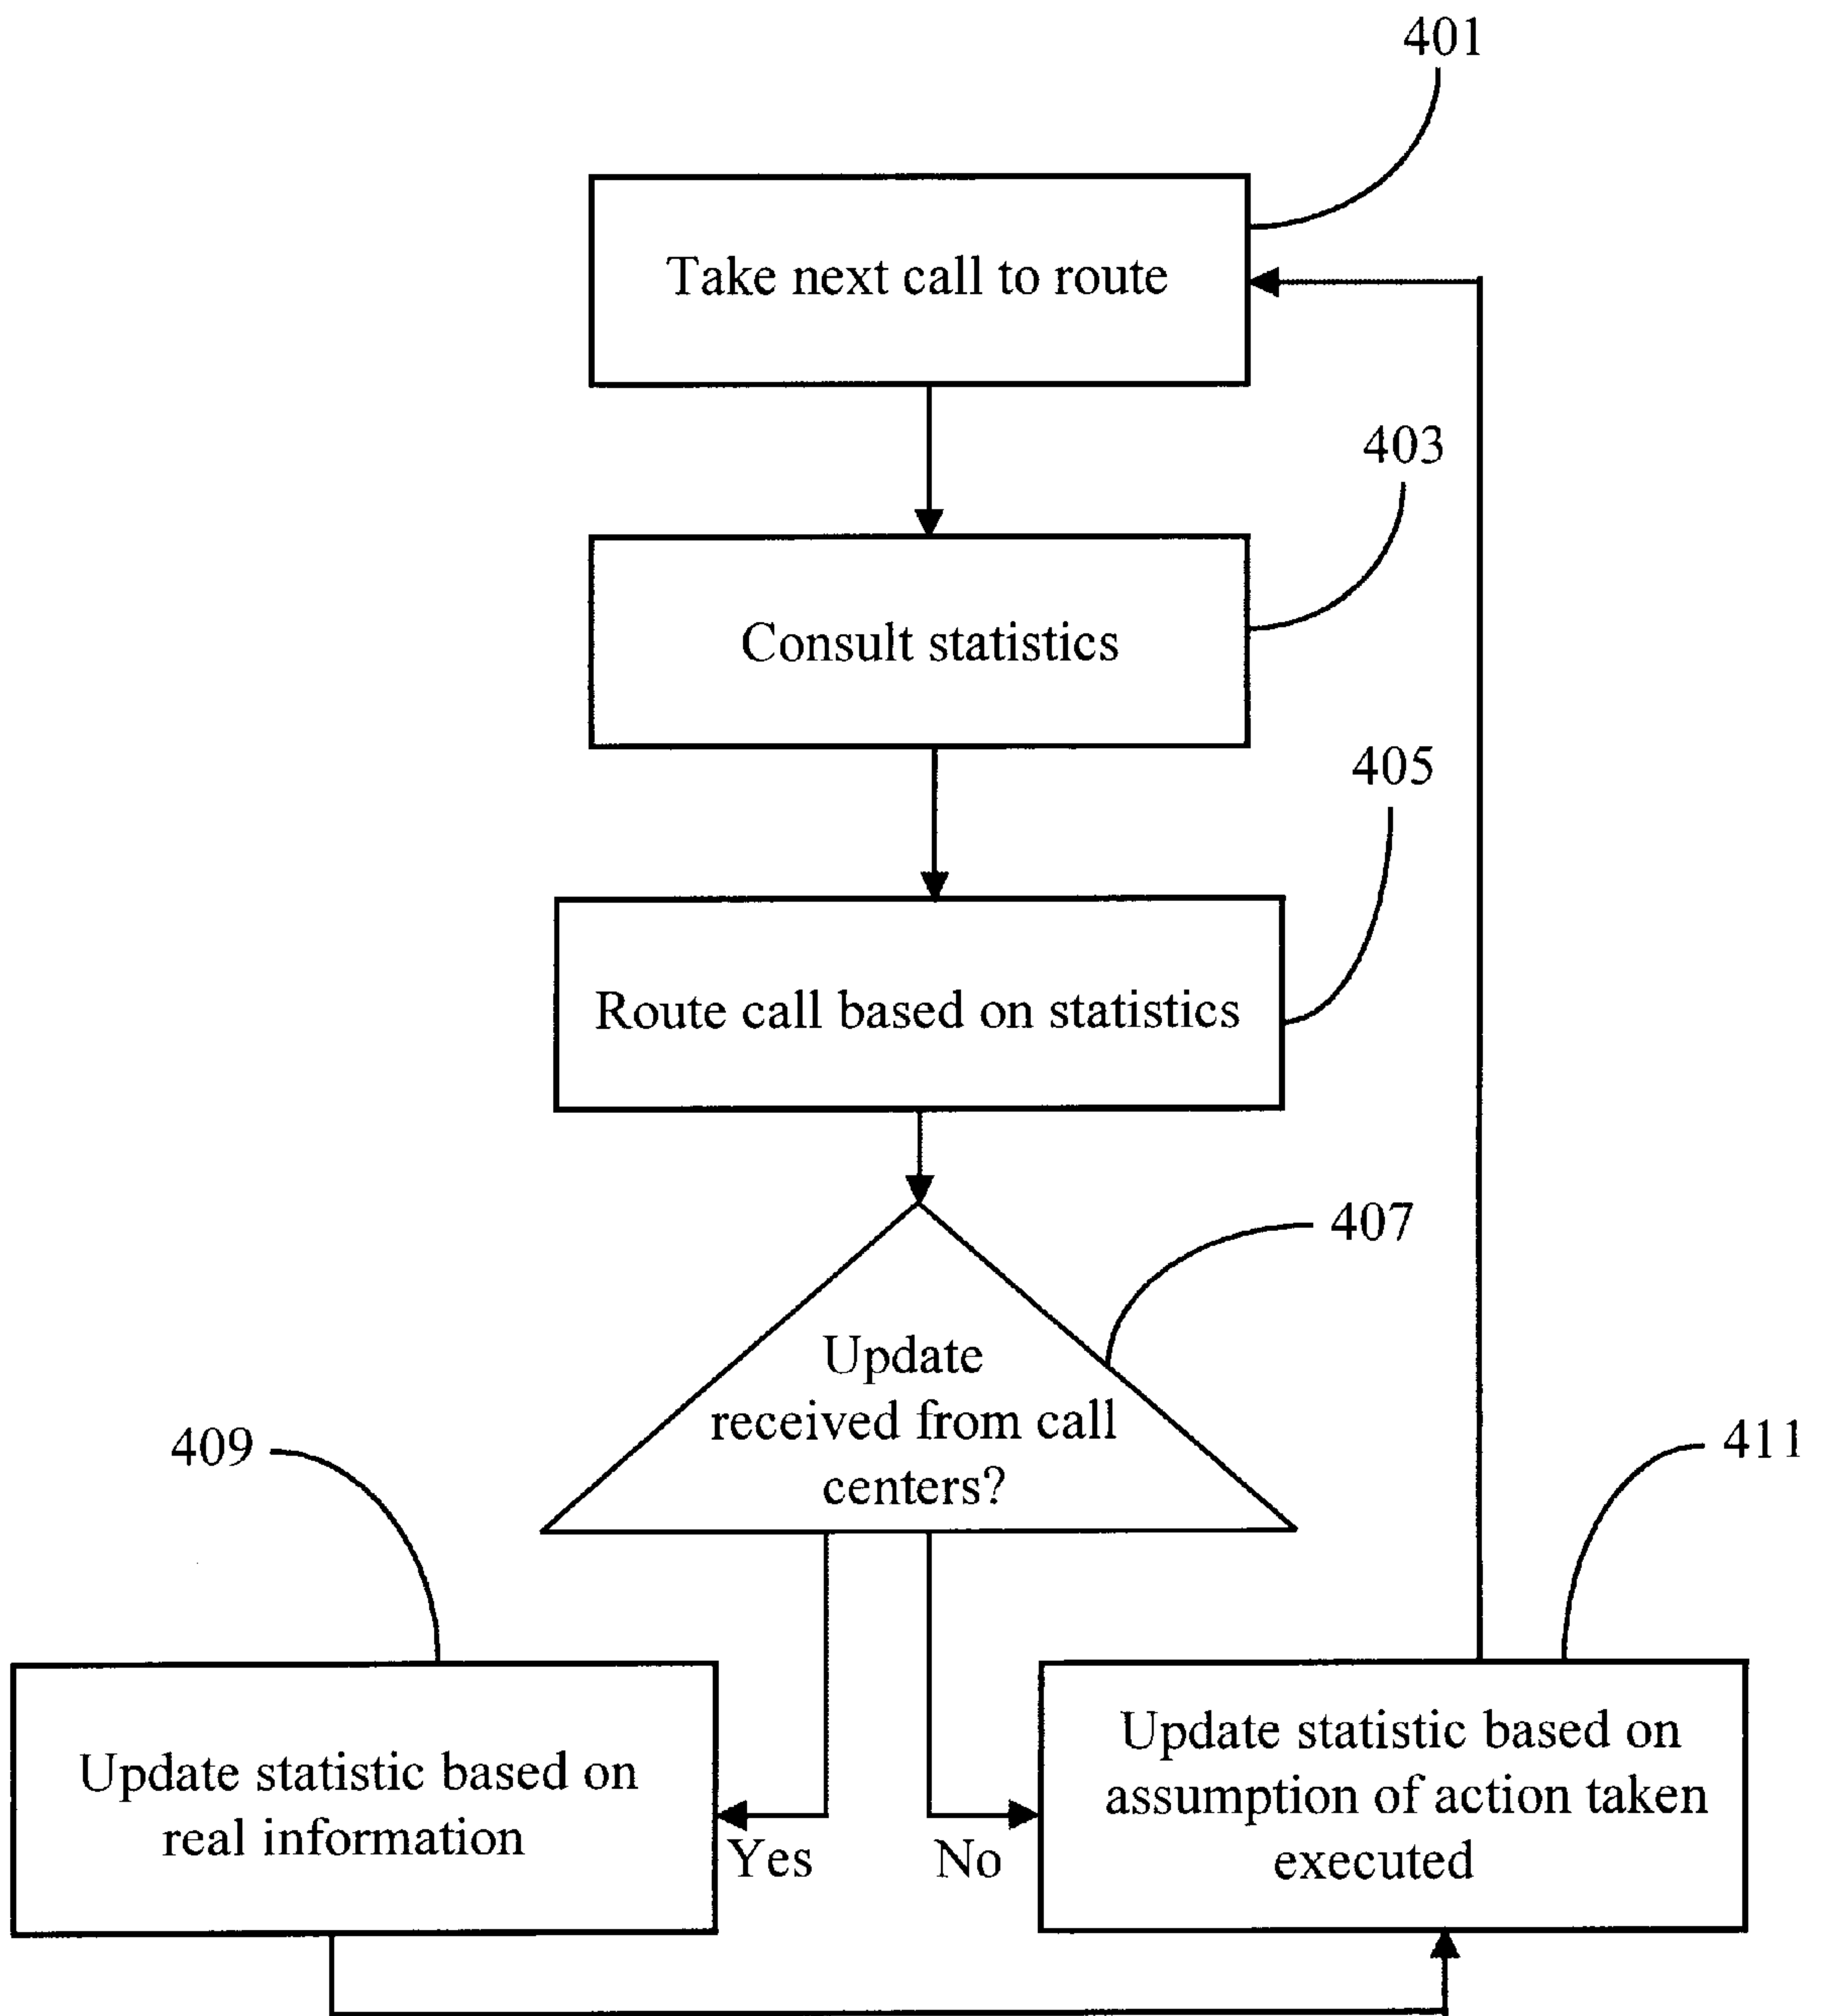 401
Take next call to route
403
Consult statistics
405
Route call based on statistics
407
Update
received from call
centers?
409
411
Update statistic based on
real information
Yes
No
Update statistic based on
assumption of action taken
executed